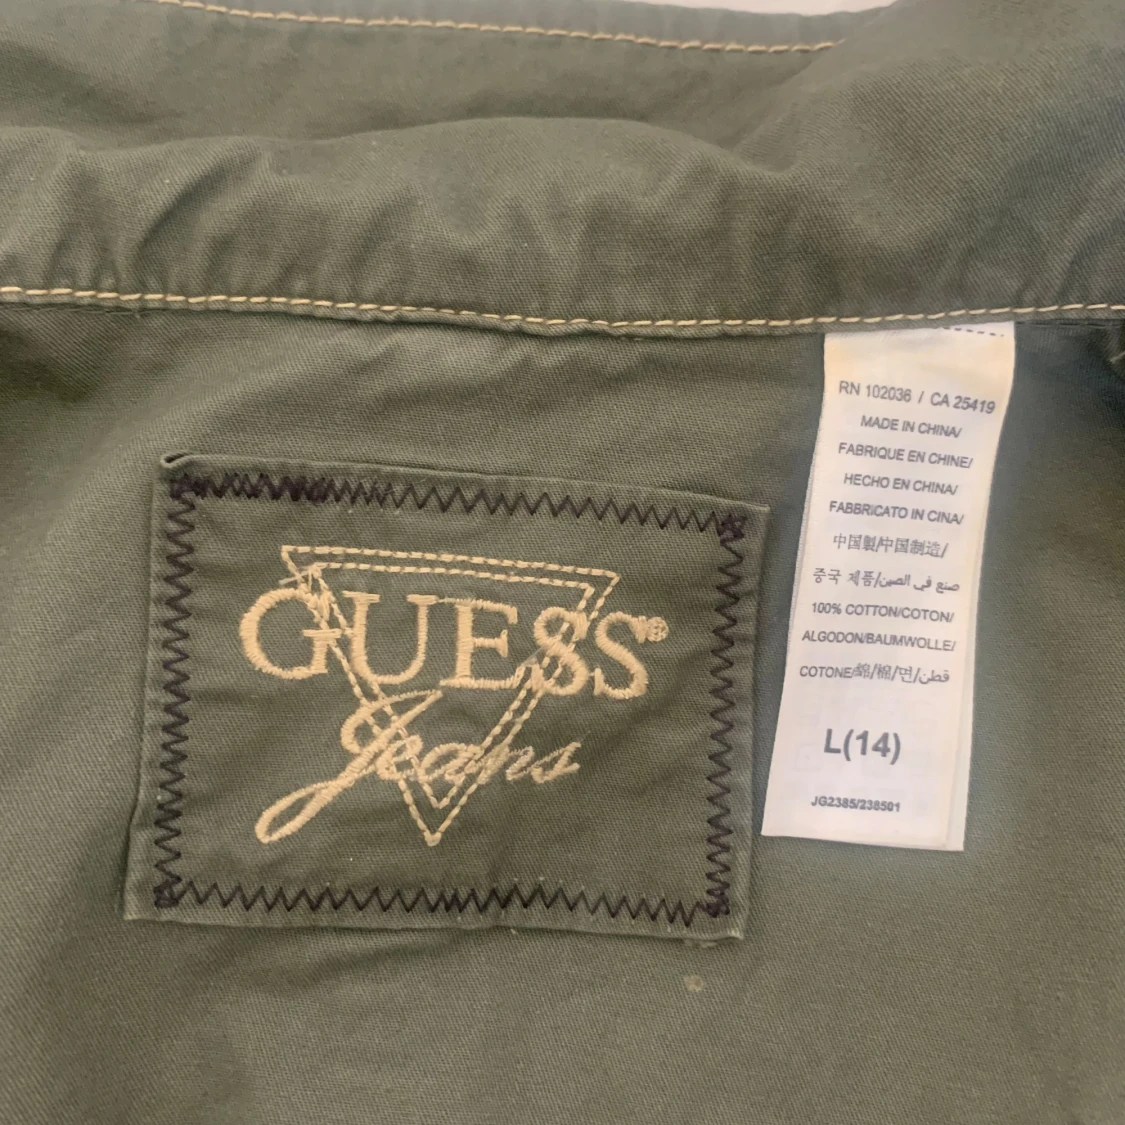 GUESS®
Jeans
RN 102036 / CA 25419
MADE IN CHINA/
FABRIQUE EN CHINE/
HECHO EN CHINA/
FABBRICATO IN CINA/
中国製/中国制造/
중국 제품/صنع في الصين
100% COTTON/COTON/
ALGODON/BAUMWOLLE/
COTONE/綿/棉/면/قطن
L(14)
JG2385/238501